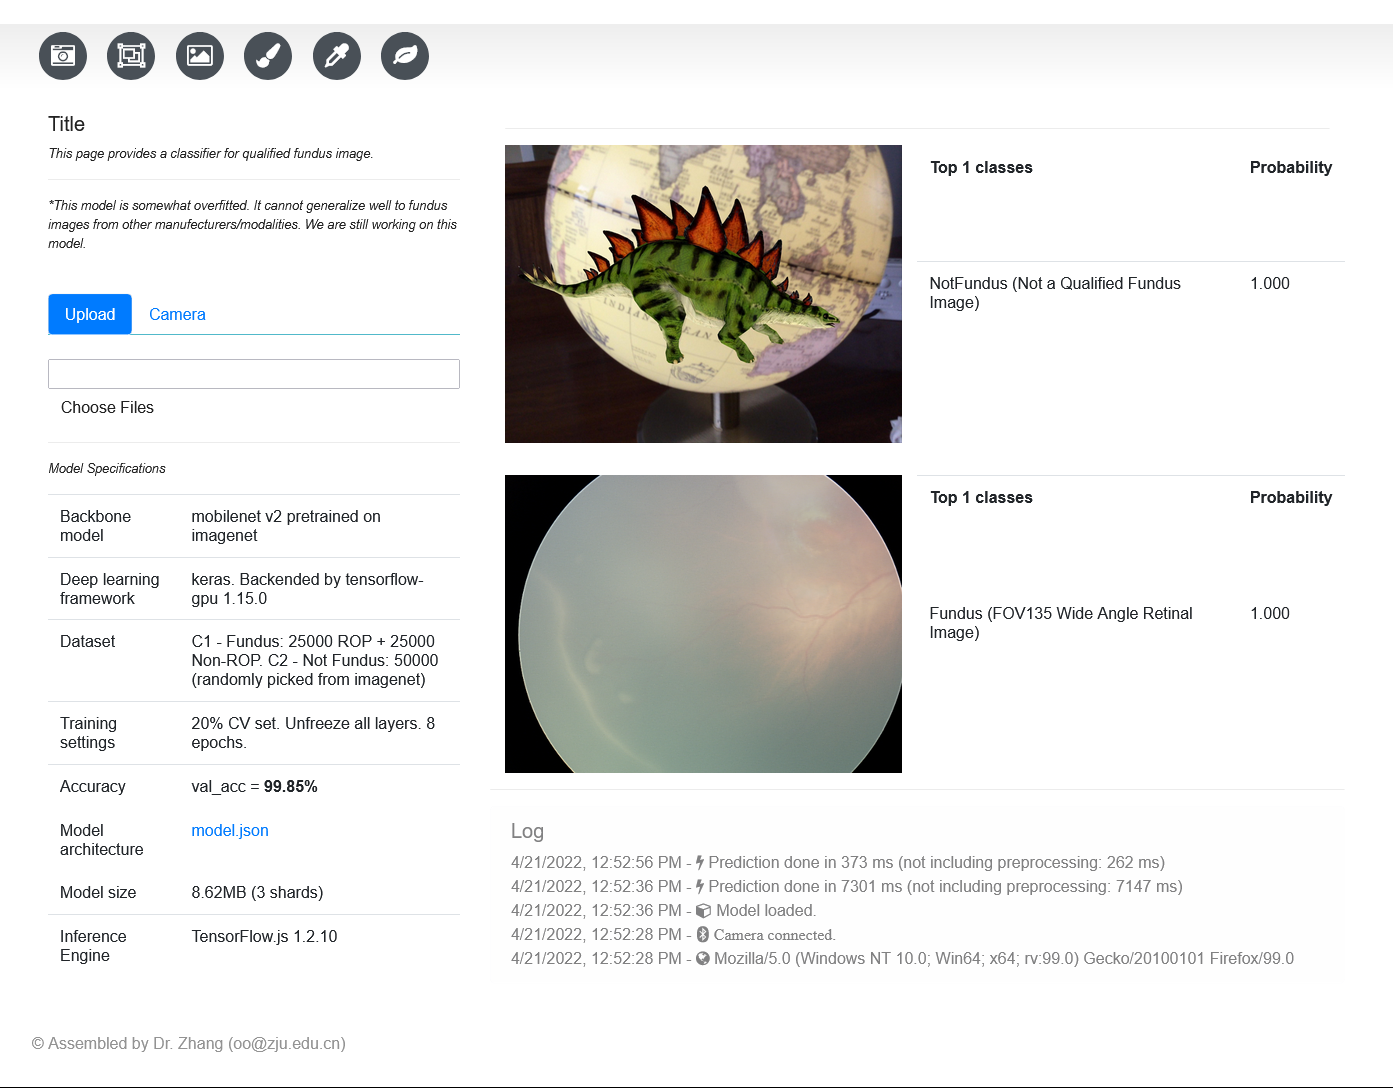 Title
This page provides a classifier for qualified fundus image.
*This model is somewhat overfitted. It cannot generalize well to fundus
images from other manufecturers/modalities. We are still working on this
model.
Upload
Camera
Choose Files
Model Specifications
Backbone
model
mobilenet v2 pretrained on
imagenet
Deep learning
framework
keras. Backended by tensorflow-
gpu 1.15.0
Dataset
C1 - Fundus: 25000 ROP + 25000
Non-ROP. C2 - Not Fundus: 50000
(randomly picked from imagenet)
Training
settings
20% CV set. Unfreeze all layers. 8
epochs.
Accuracy
val_acc = 99.85%
Model
architecture
model.json
Model size
8.62MB (3 shards)
Inference
Engine
TensorFlow.js 1.2.10
INDIAN
OCEAN
Top 1 classes
Probability
NotFundus (Not a Qualified Fundus
Image)
1.000
Top 1 classes
Probability
Fundus (FOV135 Wide Angle Retinal
Image)
1.000
Log
4/21/2022, 12:52:56 PM - Prediction done in 373 ms (not including preprocessing: 262 ms)
4/21/2022, 12:52:36 PM - Prediction done in 7301 ms (not including preprocessing: 7147 ms)
4/21/2022, 12:52:36 PM - Model loaded.
4/21/2022, 12:52:28 PM - Camera connected.
4/21/2022, 12:52:28 PM - Mozilla/5.0 (Windows NT 10.0; Win64; x64; rv:99.0) Gecko/20100101 Firefox/99.0
© Assembled by Dr. Zhang (oo@zju.edu.cn)